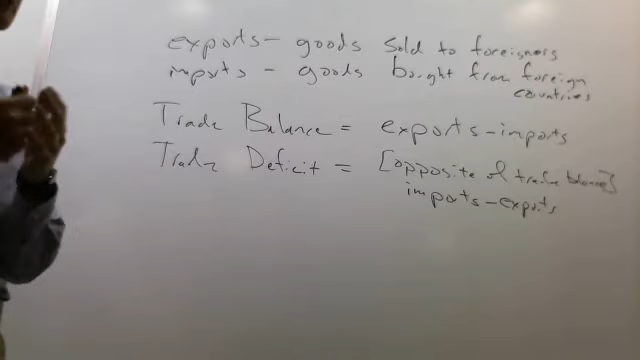 exports - goods sold to foreigners
imputs - goods bought from foreign
countries
Trade Balance = exports - imports
Trade Deficit = [opposite of trade balance]
imports - exports